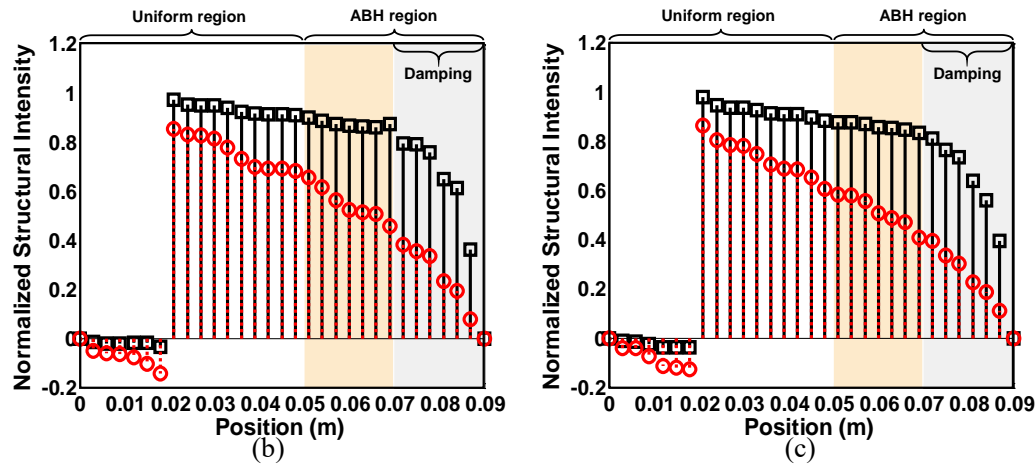 Uniform region ABH region
Normalized Structural Intensity
1.2
1
0.8
0.6
0.4
0.2
0
-0.2
Damping
0 0.01 0.02 0.03 0.04 0.05 0.06 0.07 0.08 0.09
Position (m)
(b)
Uniform region ABH region
Normalized Structural Intensity
1.2
1
0.8
0.6
0.4
0.2
0
-0.2
Damping
0 0.01 0.02 0.03 0.04 0.05 0.06 0.07 0.08 0.09
Position (m)
(c)